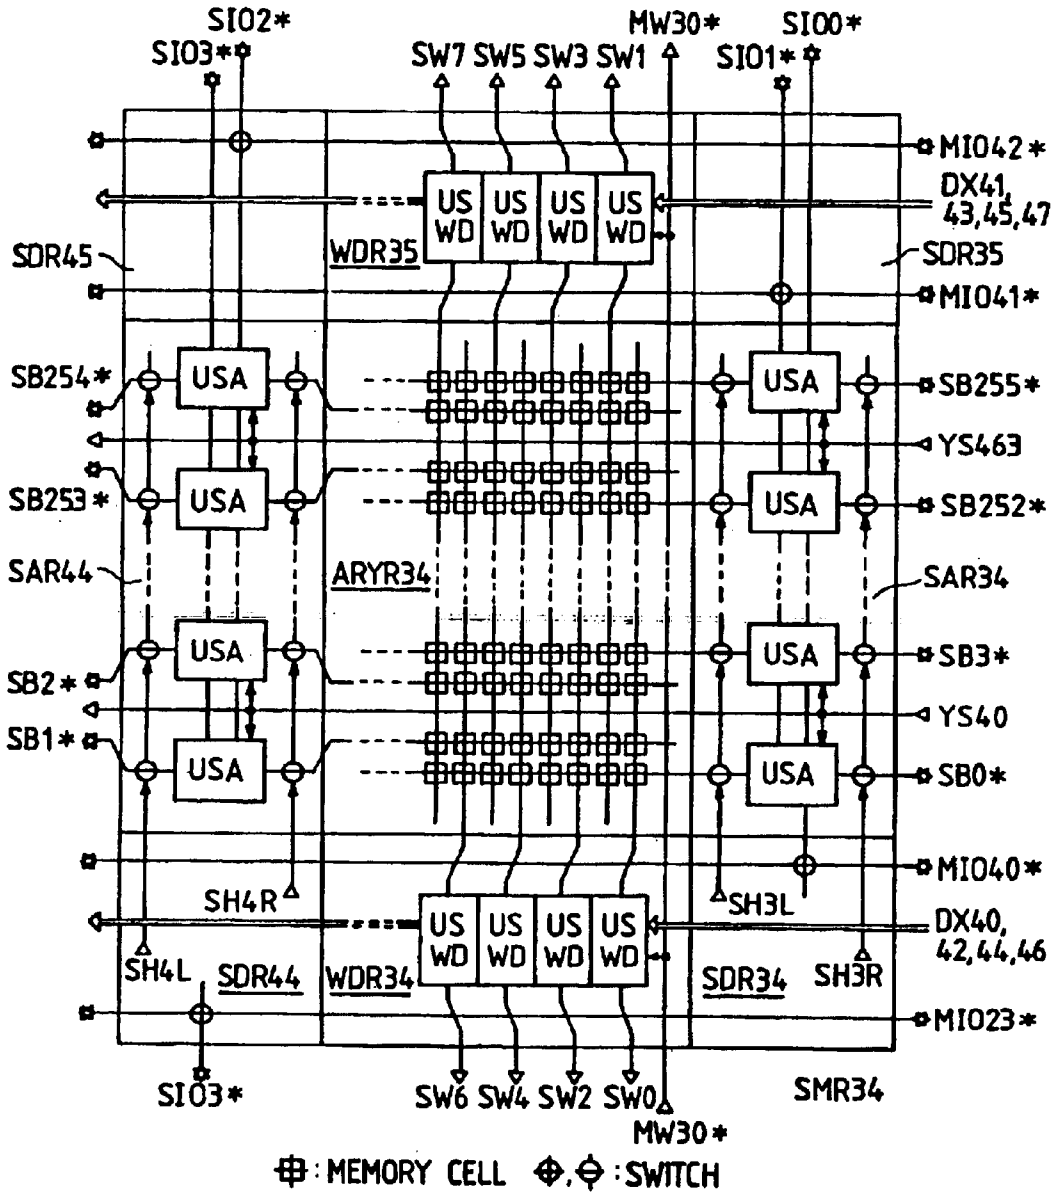 SIO2*
SIO3*
SW7 SW5 SW3 SW1
MW30*
SIO0*
SIO1*
MIO42*
DX41,
43,45,47
US WD
US WD
US WD
US WD
SDR45
WDR35
SDR35
MIO41*
SB254*
USA
USA
SB255*
YS463
SB253*
USA
USA
SB252*
SAR44
ARYR34
SAR34
USA
USA
SB3*
SB2*
YS40
SB1*
USA
USA
SB0*
MIO40*
SH4R
SH3L
US WD
US WD
US WD
US WD
DX40,
42,44,46
SH4L
SDR44
WDR34
SDR34
SH3R
MIO23*
SIO3*
SW6 SW4 SW2 SW0
MW30*
SMR34
: MEMORY CELL , : SWITCH